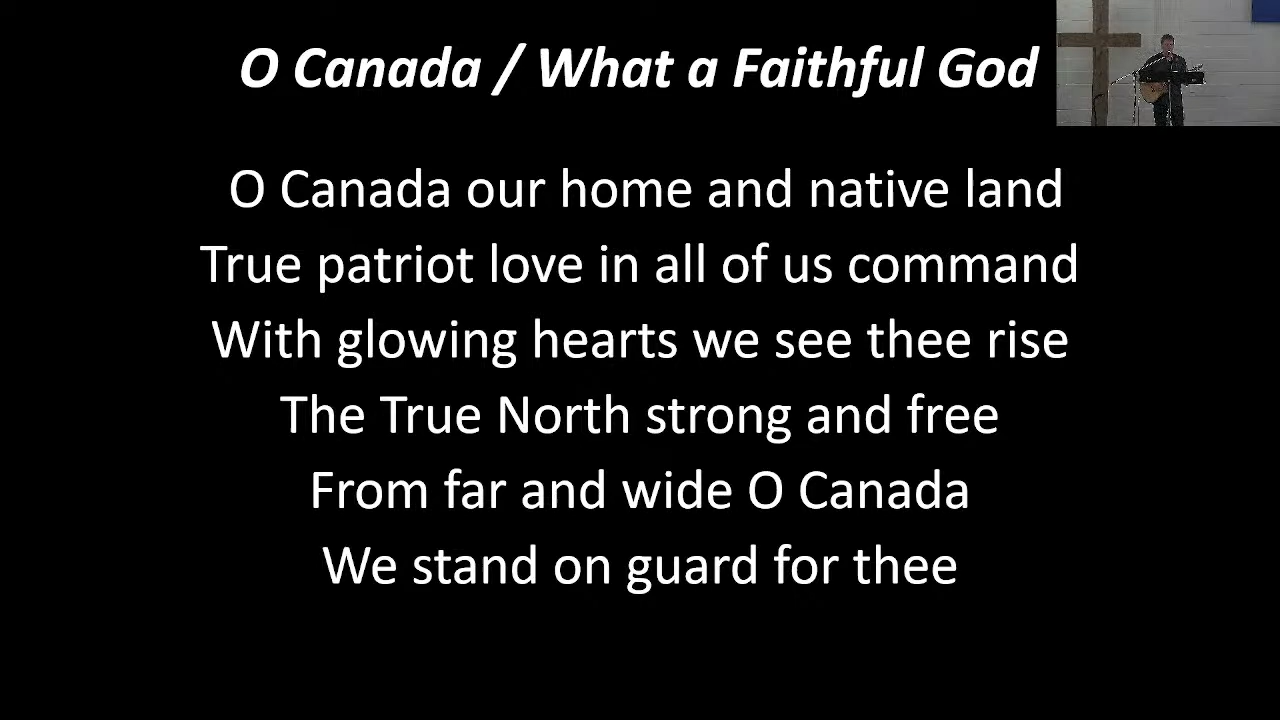 O Canada / What a Faithful God
O Canada our home and native land
True patriot love in all of us command
With glowing hearts we see thee rise
The True North strong and free
From far and wide O Canada
We stand on guard for thee